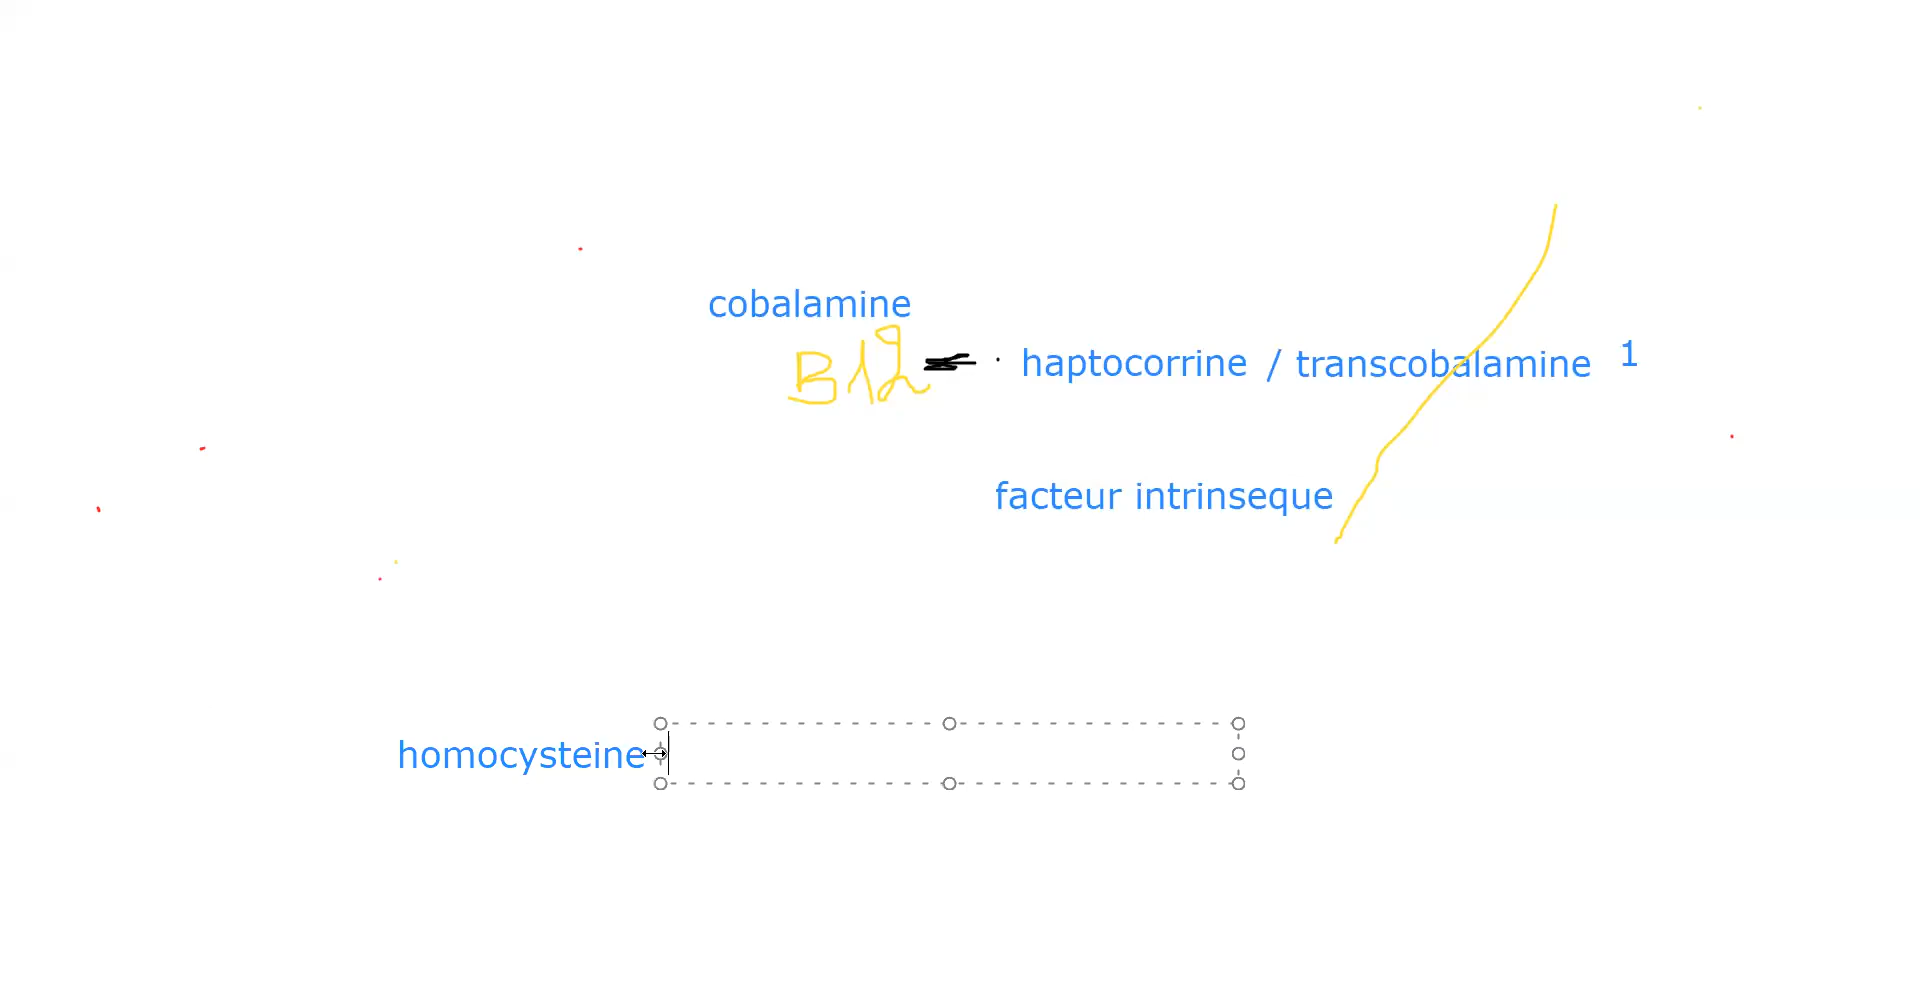 cobalamine
B12 haptocorrine / transcobalamine 1
facteur intrinseque
homocysteine